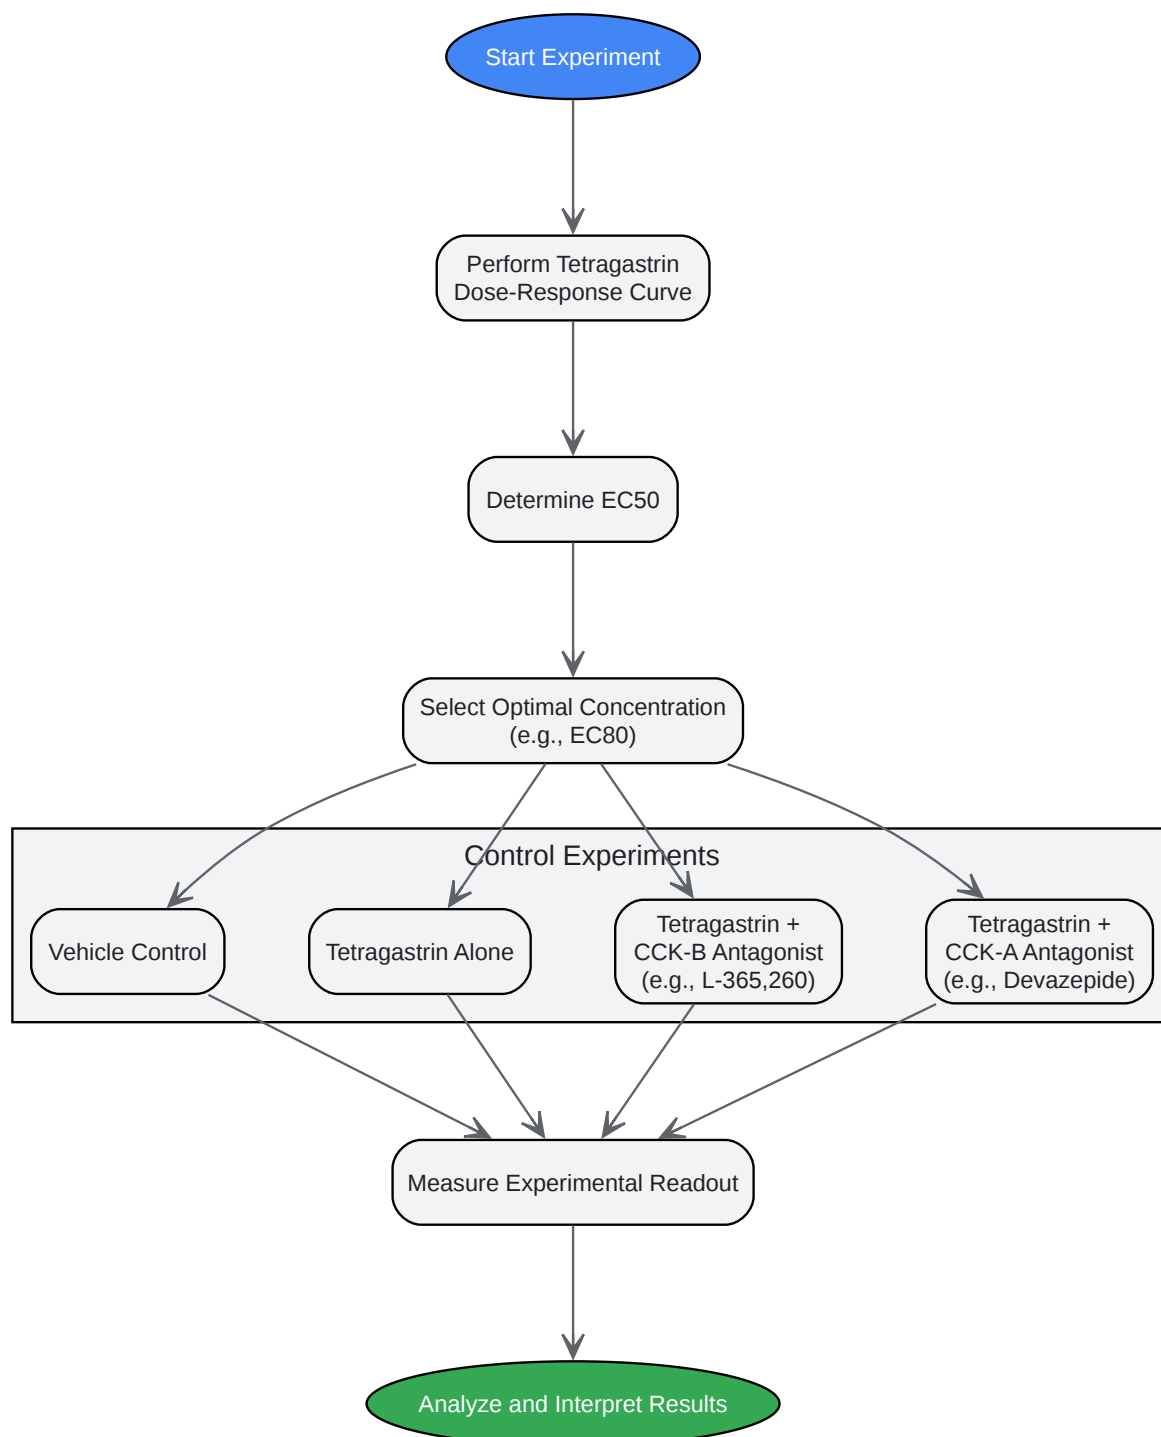 Start Experiment
Perform Tetragastrin
Dose-Response Curve
Determine EC50
Select Optimal Concentration
(e.g., EC80)
Control Experiments
Vehicle Control
Tetragastrin Alone
Tetragastrin +
CCK-B Antagonist
(e.g., L-365,260)
Tetragastrin +
CCK-A Antagonist
(e.g., Devazepide)
Measure Experimental Readout
Analyze and Interpret Results